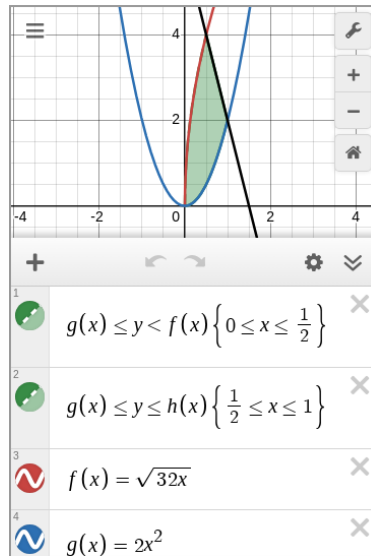 4
2
-4 -2 0 2 4
1
g(x) ≤ y < f(x) {0 ≤ x ≤ 1/2}
2
g(x) ≤ y ≤ h(x) {1/2 ≤ x ≤ 1}
3
f(x) = √32x
4
g(x) = 2x²